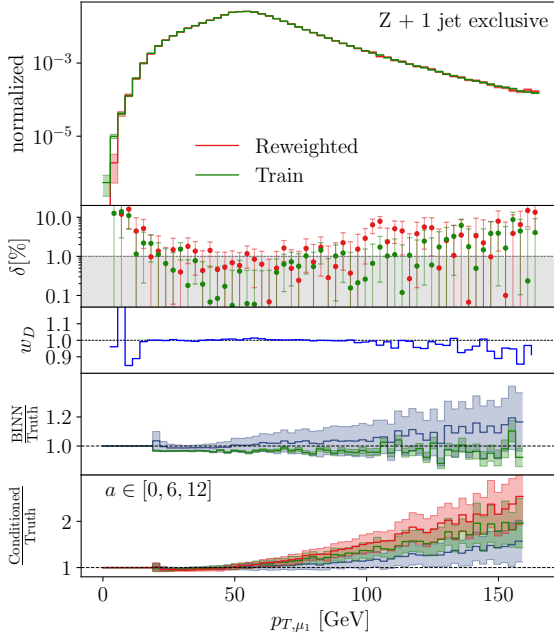 Z + 1 jet exclusive
normalized
10⁻³
10⁻⁵
Reweighted
Train
δ[%]
10.0
1.0
0.1
w_D
1.1
1.0
0.9
BINN
Truth
1.2
1.0
Conditioned
Truth
a ∈ [0, 6, 12]
2
1
0
50
100
150
p_{T,μ₁} [GeV]